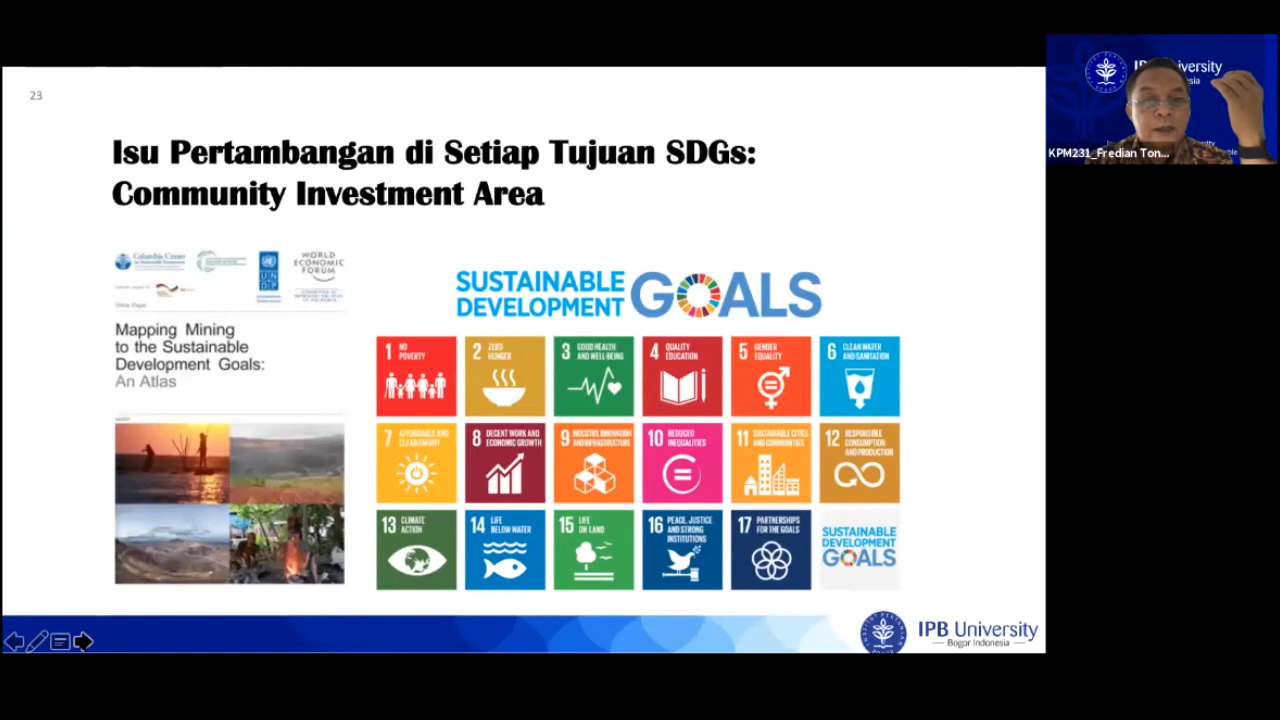 23
Isu Pertambangan di Setiap Tujuan SDGs:
Community Investment Area
Columbia Center
UN
DP
WORLD
ECONOMIC
FORUM
Mapping Mining
to the Sustainable
Development Goals:
An Atlas
SUSTAINABLE
DEVELOPMENT
GOALS
1 NO
POVERTY
2 ZERO
HUNGER
3 GOOD HEALTH
AND WELL-BEING
4 QUALITY
EDUCATION
5 GENDER
EQUALITY
6 CLEAN WATER
AND SANITATION
7 AFFORDABLE AND
CLEAN ENERGY
8 DECENT WORK AND
ECONOMIC GROWTH
9 INDUSTRY, INNOVATION
AND INFRASTRUCTURE
10 REDUCED
INEQUALITIES
11 SUSTAINABLE CITIES
AND COMMUNITIES
12 RESPONSIBLE
CONSUMPTION
AND PRODUCTION
13 CLIMATE
ACTION
14 LIFE
BELOW WATER
15 LIFE
ON LAND
16 PEACE, JUSTICE
AND STRONG
INSTITUTIONS
17 PARTNERSHIPS
FOR THE GOALS
SUSTAINABLE
DEVELOPMENT
GOALS
IPB University
Bogor Indonesia
KPM231_Fredian Ton...